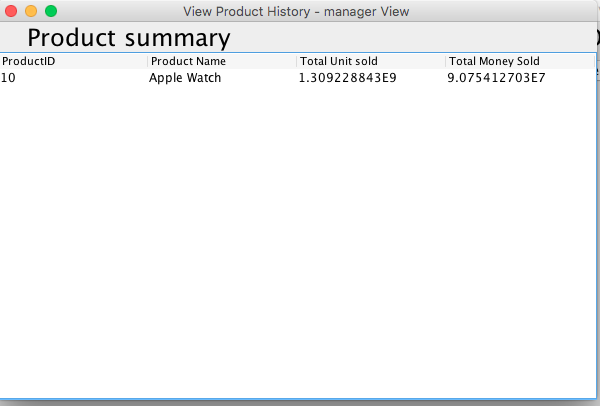 View Product History - manager View
Product summary
ProductID Product Name Total Unit sold Total Money Sold
10 Apple Watch 1.309228843E9 9.075412703E7